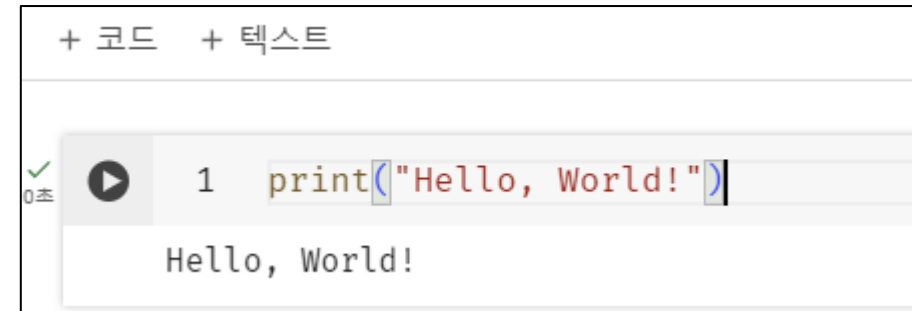 + 코드 + 텍스트
1 print("Hello, World!")
0초
Hello, World!